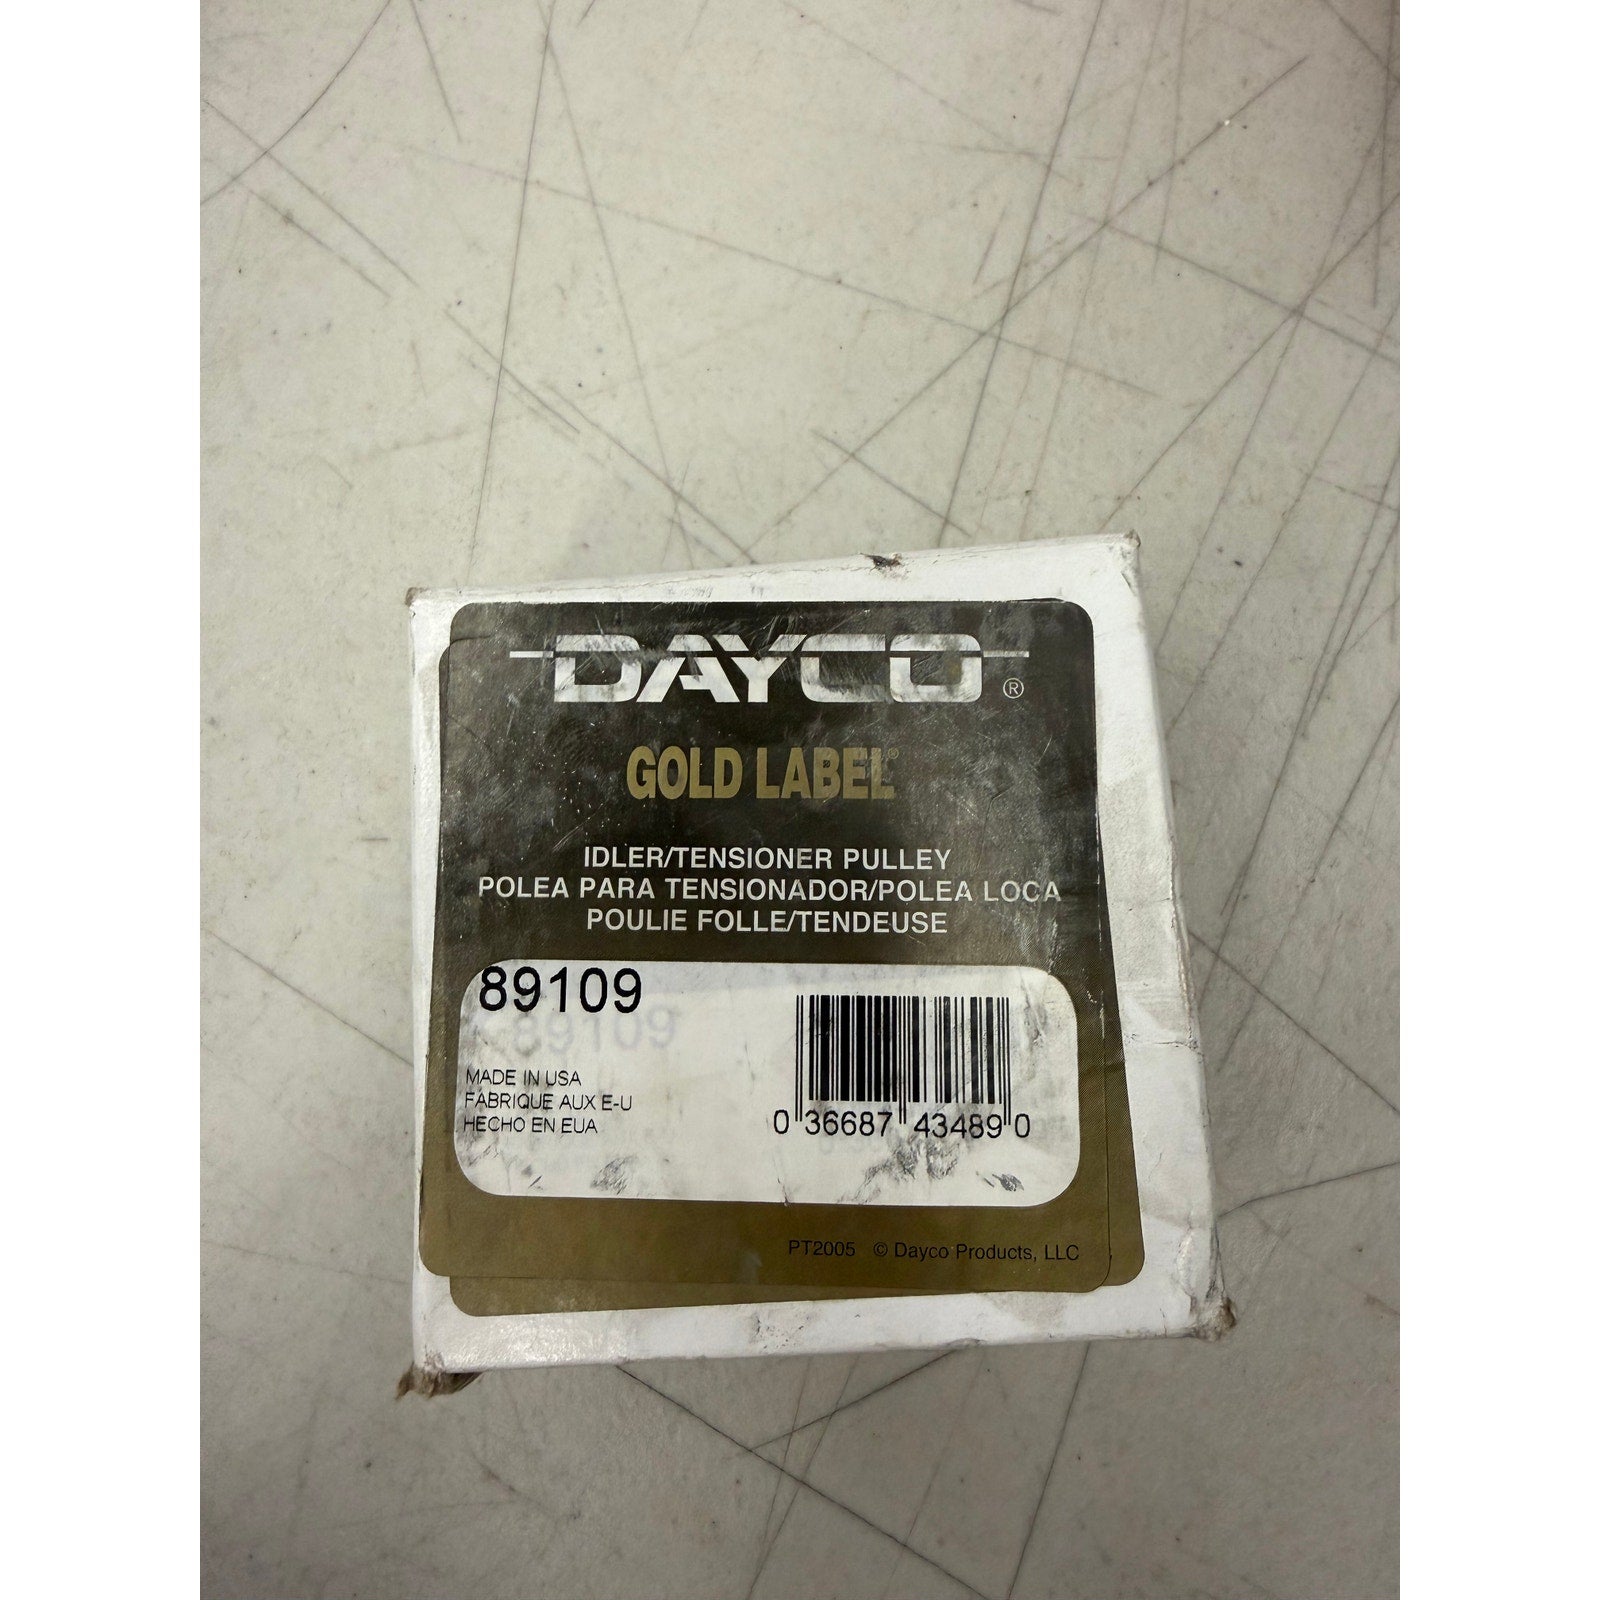 DAYCO®
GOLD LABEL®
IDLER/TENSIONER PULLEY
POLEA PARA TENSIONADOR/POLEA LOCA
POULIE FOLLE/TENDEUSE
89109
89109
MADE IN USA
FABRIQUE AUX E-U
HECHO EN EUA
0 36687 43489 0
PT2005 © Dayco Products, LLC